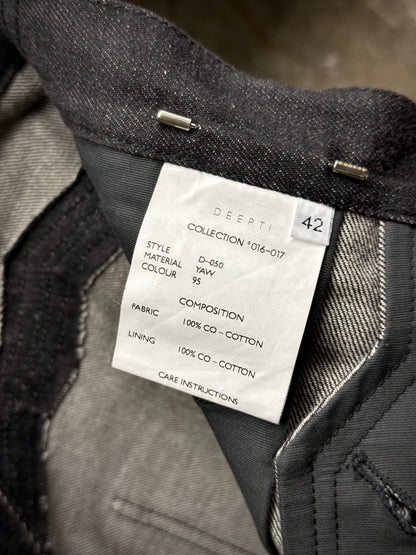 DEEPTI
42
COLLECTION °016-017
STYLE D-050
MATERIAL YAVV
COLOUR 95
COMPOSITION
FABRIC 100% CO – COTTON
LINING 100% CO – COTTON
CARE INSTRUCTIONS